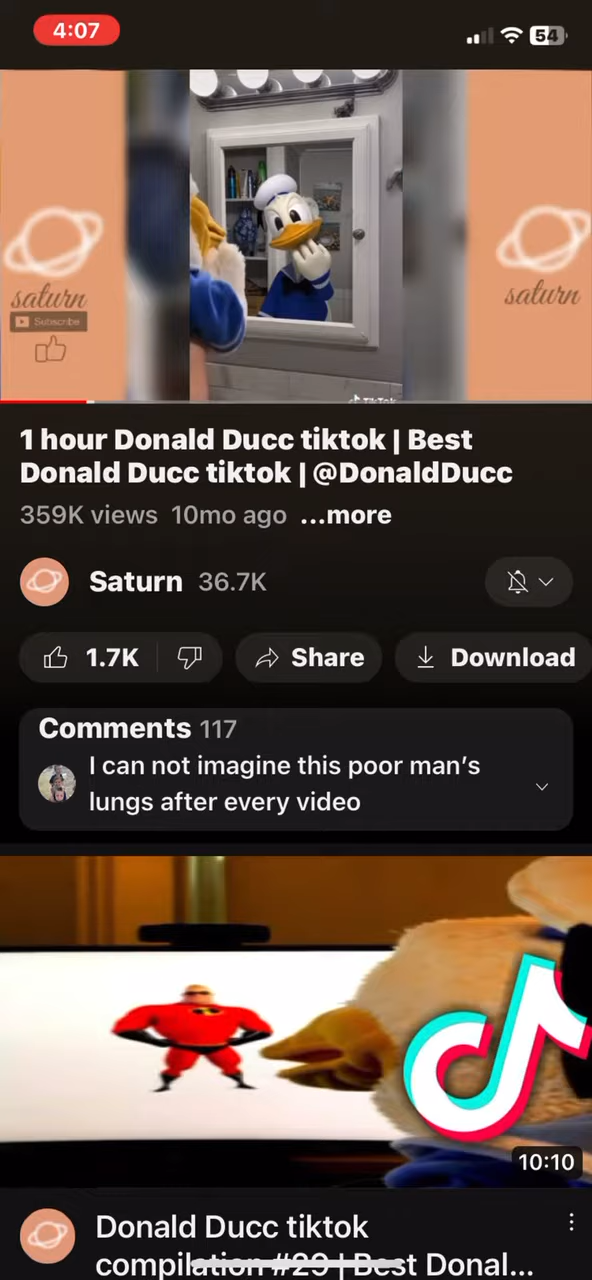 4:07
54
saturn
Subscribe
saturn
TikTok
1 hour Donald Ducc tiktok | Best
Donald Ducc tiktok | @DonaldDucc
359K views 10mo ago ...more
Saturn 36.7K
1.7K Share Download
Comments 117
I can not imagine this poor man's
lungs after every video
10:10
Donald Ducc tiktok
compilation #29 | Best Donal...